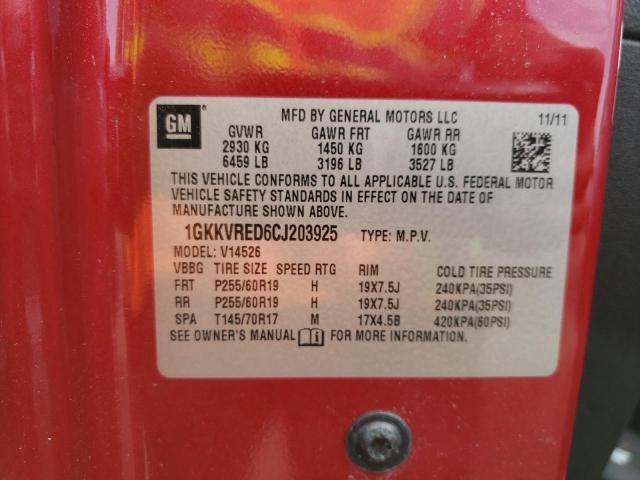 GM
MFD BY GENERAL MOTORS LLC 11/11
GVWR GAWR FRT GAWR RR
2930 KG 1450 KG 1600 KG
6459 LB 3196 LB 3527 LB
THIS VEHICLE CONFORMS TO ALL APPLICABLE U.S. FEDERAL MOTOR
VEHICLE SAFETY STANDARDS IN EFFECT ON THE DATE OF
MANUFACTURE SHOWN ABOVE.
1GKKVRED6CJ203925 TYPE: M.P.V.
MODEL: V14526
VBBG TIRE SIZE SPEED RTG RIM COLD TIRE PRESSURE
FRT P255/60R19 H 19X7.5J 240KPA(35PSI)
RR P255/60R19 H 19X7.5J 240KPA(35PSI)
SPA T145/70R17 M 17X4.5B 420KPA(60PSI)
SEE OWNER'S MANUAL FOR MORE INFORMATION.